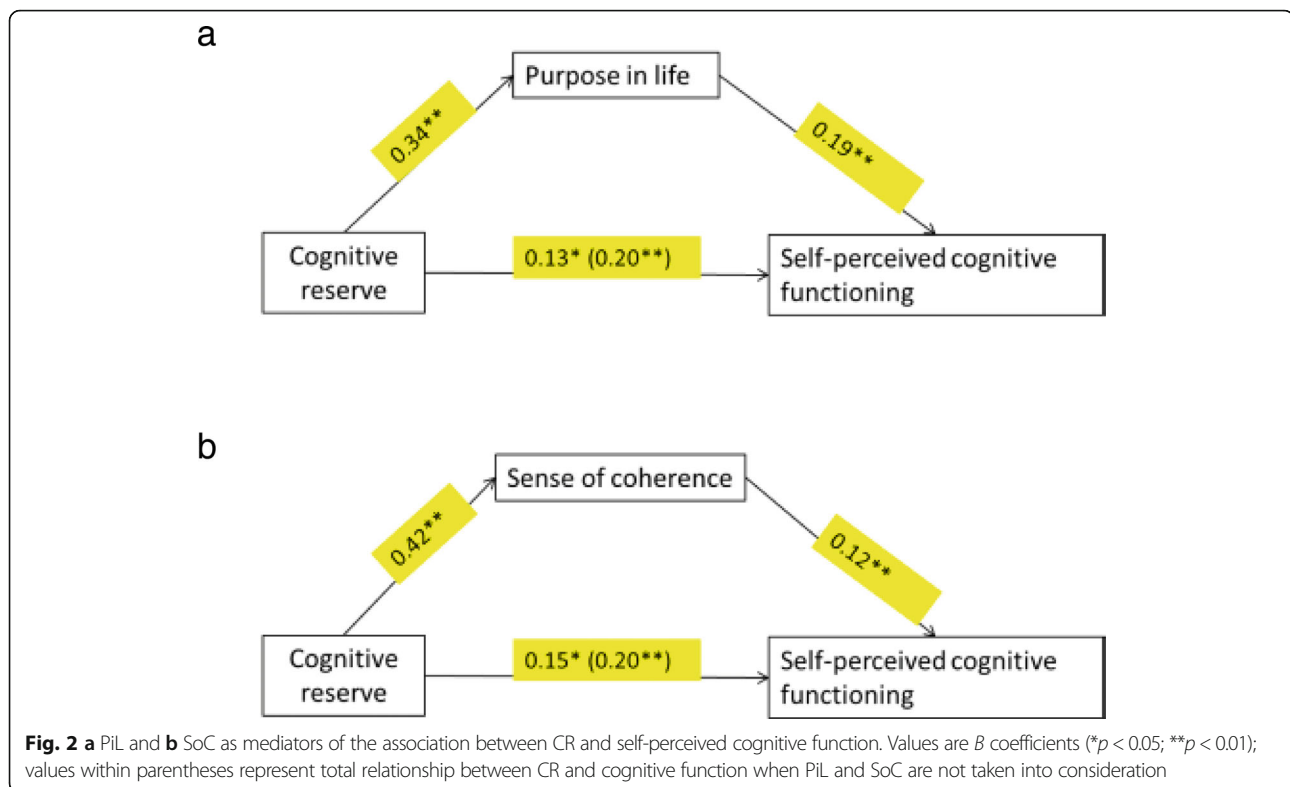 a
Purpose in life
0.34**
0.19**
Cognitive
reserve
0.13* (0.20**)
Self-perceived cognitive
functioning
b
Sense of coherence
0.42**
0.12**
Cognitive
reserve
0.15* (0.20**)
Self-perceived cognitive
functioning
Fig. 2 a PiL and b SoC as mediators of the association between CR and self-perceived cognitive function. Values are B coefficients (*p < 0.05; **p < 0.01);
values within parentheses represent total relationship between CR and cognitive function when PiL and SoC are not taken into consideration